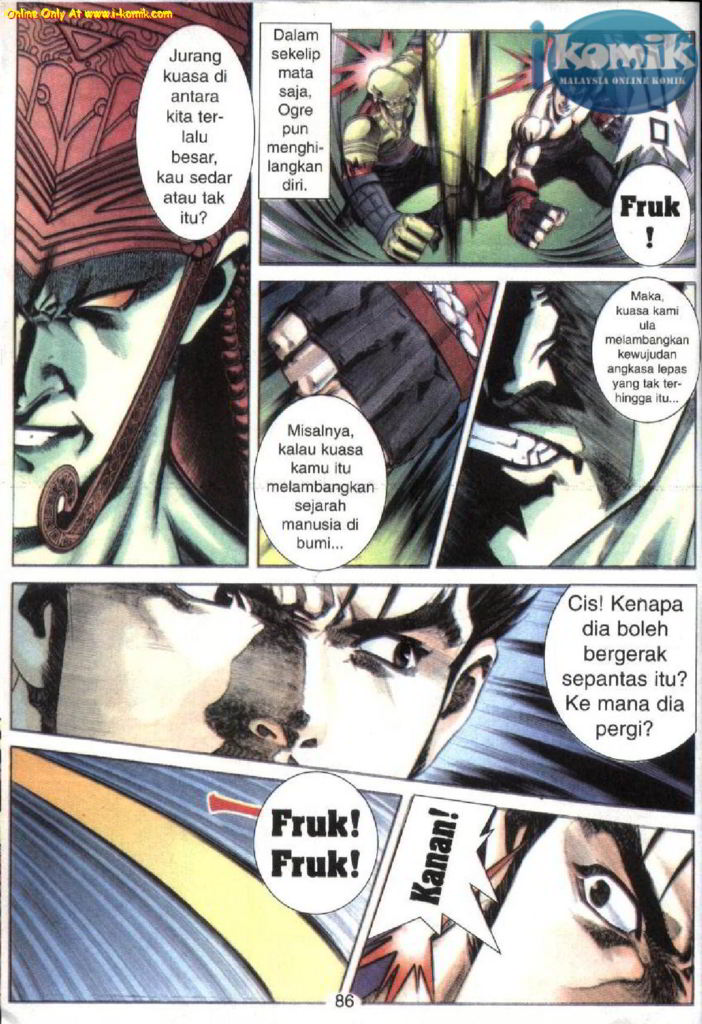 Online Only At www.i-komik.com
Jurang
kuasa di
antara
kita ter-
lalu
besar,
kau sedar
atau tak
itu?
Dalam
sekelip
mata
saja,
Ogre
pun
menghi-
langkan
diri.
ikomik
MALAYSIA ONLINE KOMIK
Fruk
!
Misalnya,
kalau kuasa
kamu itu
melambangkan
sejarah
manusia di
bumi...
Maka,
kuasa kami
ula
melambangkan
kewujudan
angkasa lepas
yang tak ter-
hingga itu...
Cis! Kenapa
dia boleh
bergerak
sepantas itu?
Ke mana dia
pergi?
Fruk!
Fruk!
Kanan!
86